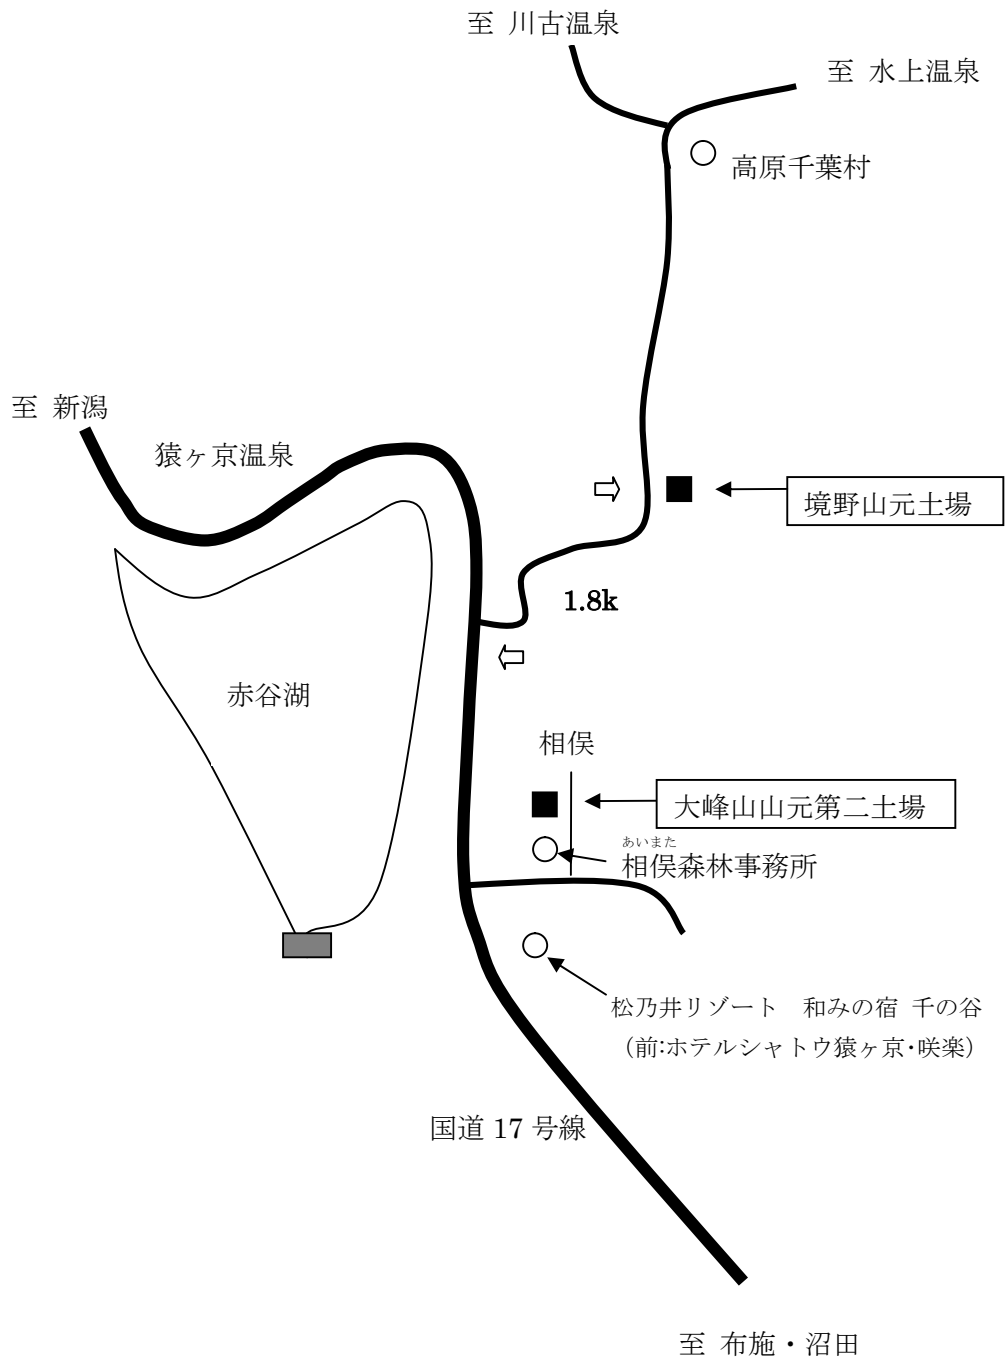 至 川古温泉
至 水上温泉
高原千葉村
至 新潟
猿ヶ京温泉
境野山元土場
1.8k
赤谷湖
相俣
大峰山山元第二土場
あいまた
相俣森林事務所
松乃井リゾート 和みの宿 千の谷
（前:ホテルシャトウ猿ヶ京･咲楽）
国道 17 号線
至 布施・沼田